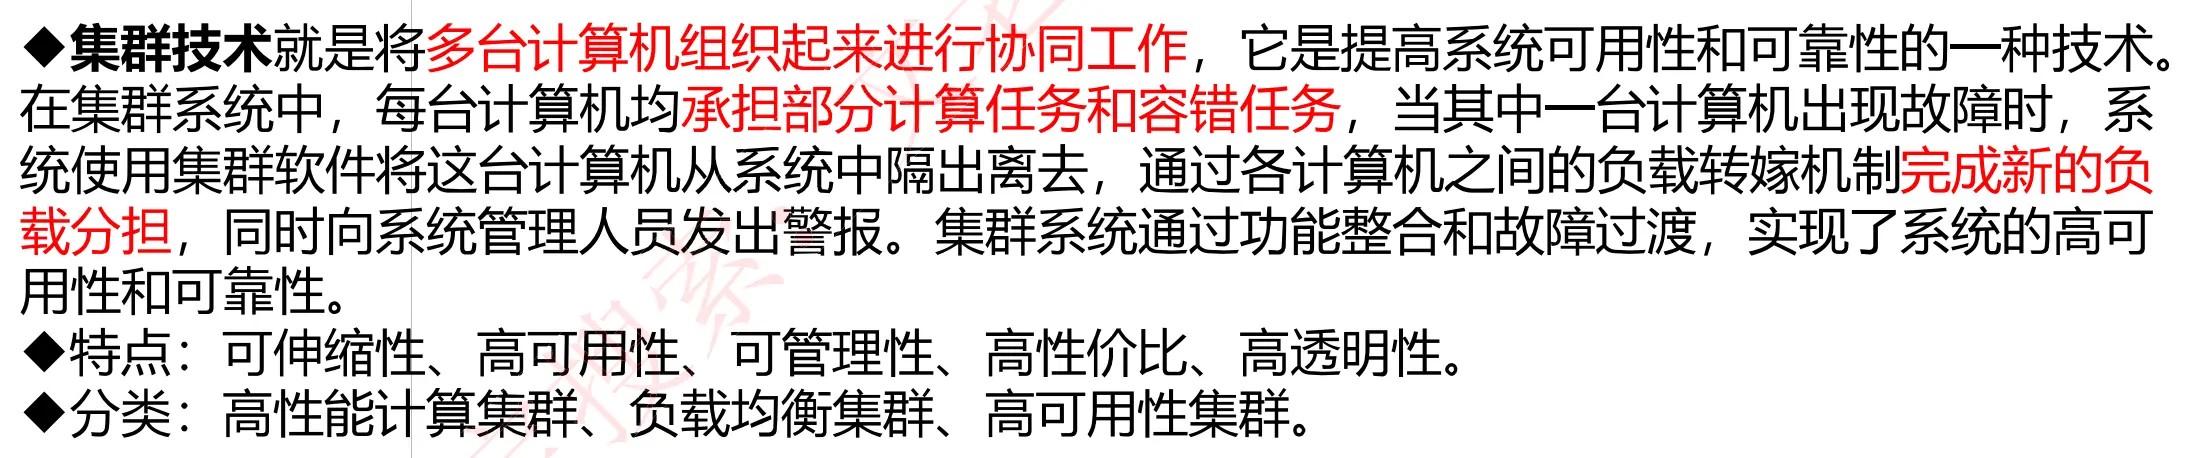 ◆集群技术就是将多台计算机组织起来进行协同工作，它是提高系统可用性和可靠性的一种技术。
在集群系统中，每台计算机均承担部分计算任务和容错任务，当其中一台计算机出现故障时，系
统使用集群软件将这台计算机从系统中隔出离去，通过各计算机之间的负载转嫁机制完成新的负
载分担，同时向系统管理人员发出警报。集群系统通过功能整合和故障过渡，实现了系统的高可
用性和可靠性。
◆特点：可伸缩性、高可用性、可管理性、高性价比、高透明性。
◆分类：高性能计算集群、负载均衡集群、高可用性集群。
搜索